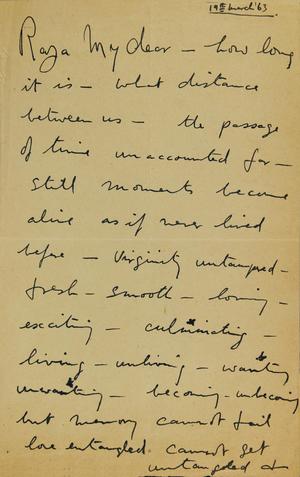 19th March '63
Raza My dear – how long
it is – what distance
between us – the passage
of time unaccounted for –
still moments become
alive as if never lived
before – Virginity untampered –
fresh – smooth – loving –
exciting – culminating –
living – unliving – wanting
unwanting – becoming – unbecoming
but memory cannot fail
love entangled cannot get
untangled &